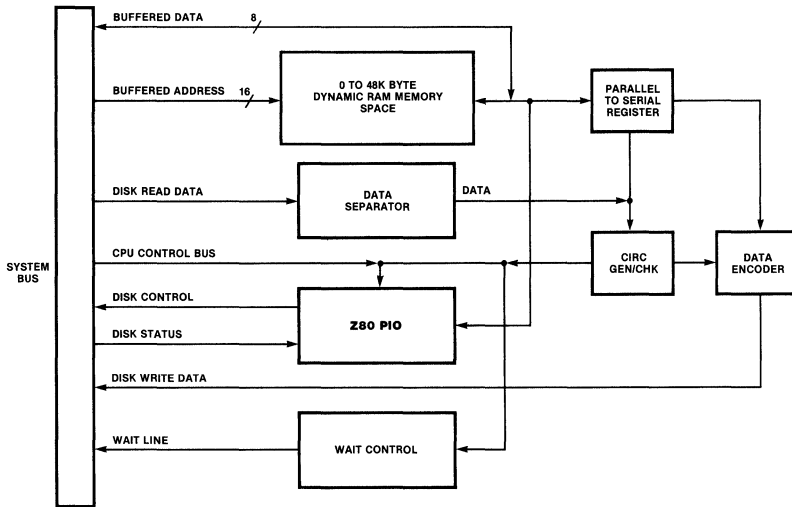 BUFFERED DATA 8
BUFFERED ADDRESS 16
0 TO 48K BYTE
DYNAMIC RAM MEMORY
SPACE
PARALLEL
TO SERIAL
REGISTER
DISK READ DATA
DATA
SEPARATOR
DATA
SYSTEM
BUS
CPU CONTROL BUS
CIRC
GEN/CHK
DATA
ENCODER
DISK CONTROL
Z80 PIO
DISK STATUS
DISK WRITE DATA
WAIT LINE
WAIT CONTROL